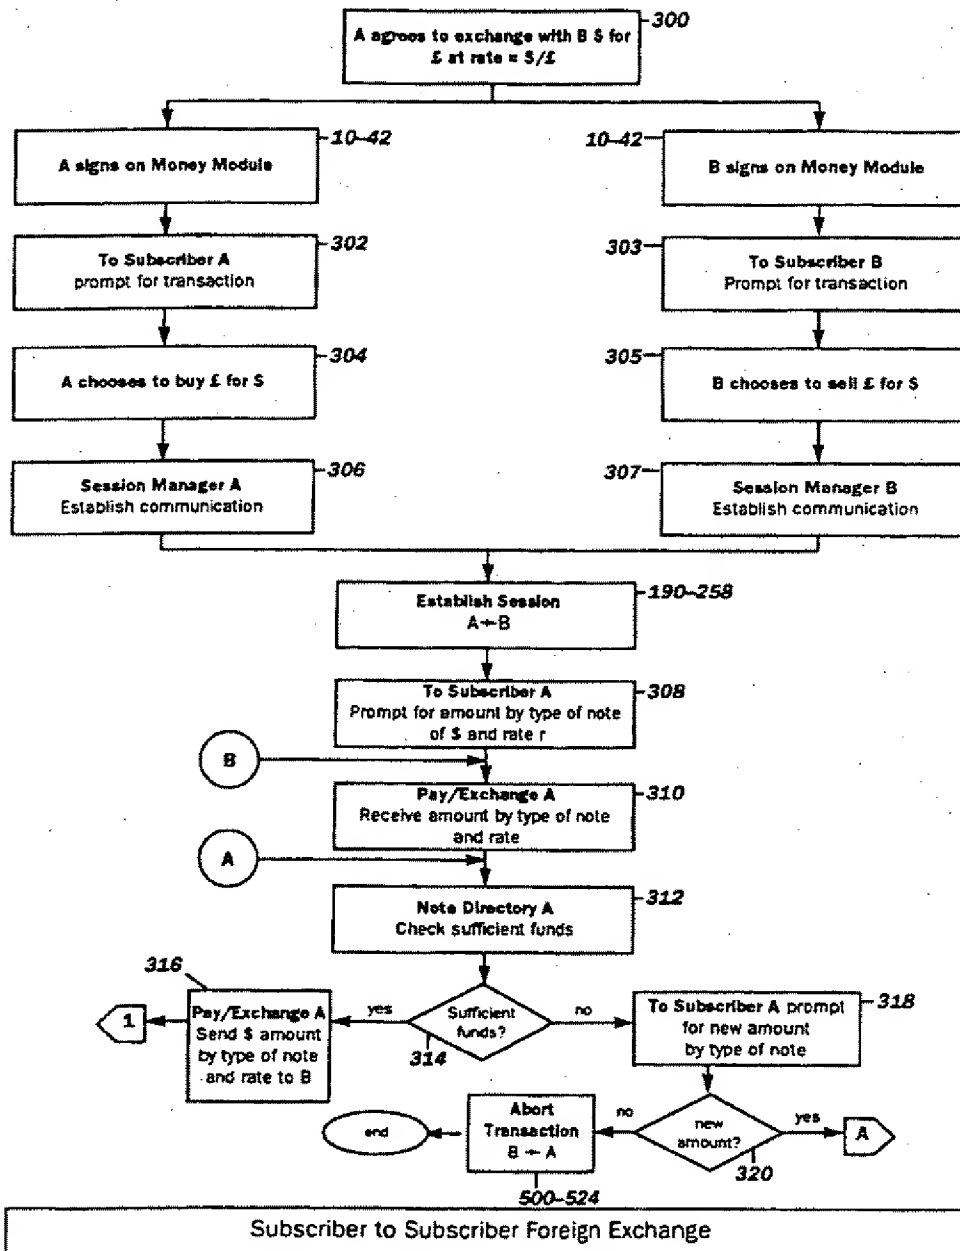 300
A agrees to exchange with B $ for
£ at rate = $/£
10-42
A signs on Money Module
10-42
B signs on Money Module
302
To Subscriber A
prompt for transaction
303
To Subscriber B
Prompt for transaction
304
A chooses to buy £ for $
305
B chooses to sell £ for $
306
Session Manager A
Establish communication
307
Session Manager B
Establish communication
190-258
Establish Session
A↔B
308
To Subscriber A
Prompt for amount by type of note
of $ and rate r
B
310
Pay/Exchange A
Receive amount by type of note
and rate
A
312
Note Directory A
Check sufficient funds
316
1
Pay/Exchange A
Send $ amount
by type of note
and rate to B
yes
Sufficient
funds?
314
no
318
To Subscriber A prompt
for new amount
by type of note
end
Abort
Transaction
B ↔ A
500-524
no
new
amount?
320
yes
A
Subscriber to Subscriber Foreign Exchange